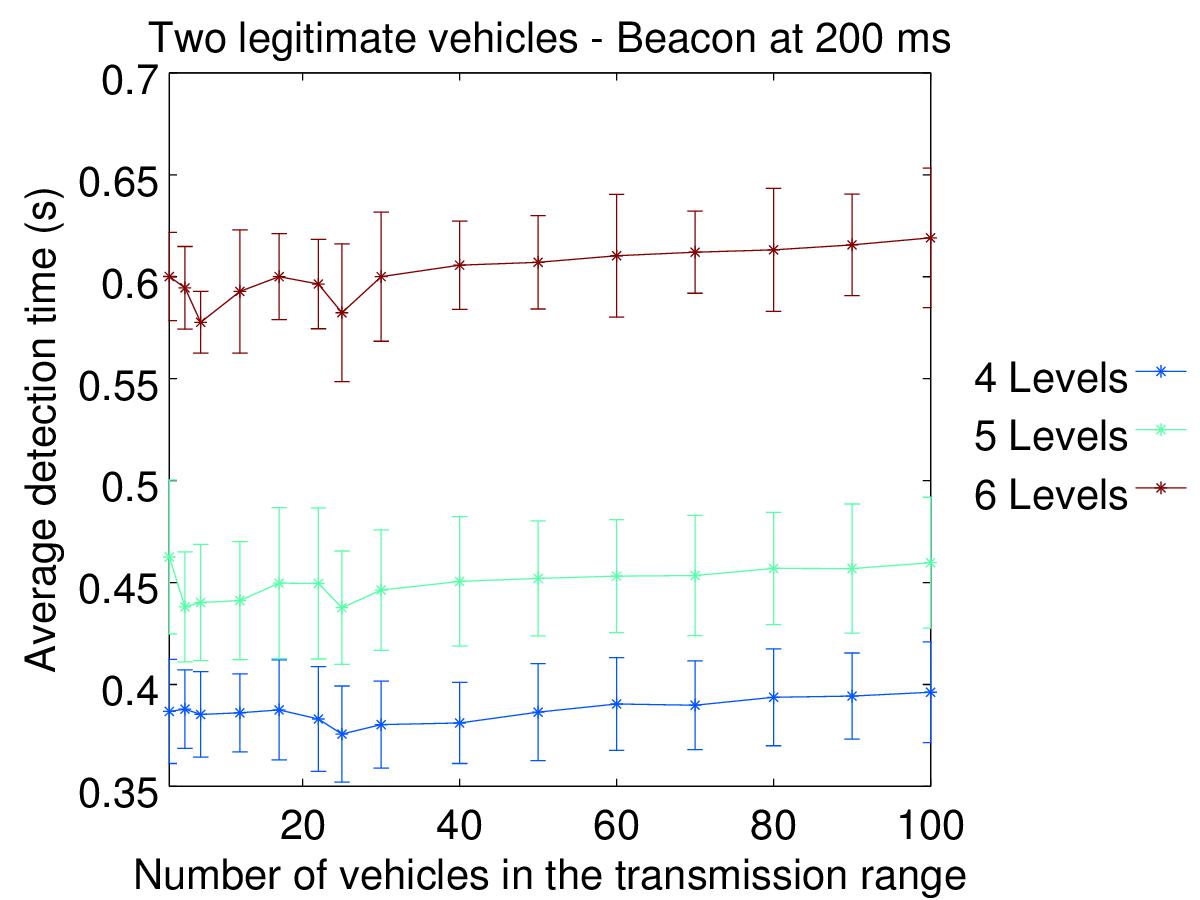 Two legitimate vehicles - Beacon at 200 ms
0.7
0.65
0.6
0.55
0.5
0.45
0.4
0.35
Average detection time (s)
20 40 60 80 100
Number of vehicles in the transmission range
4 Levels
5 Levels
6 Levels